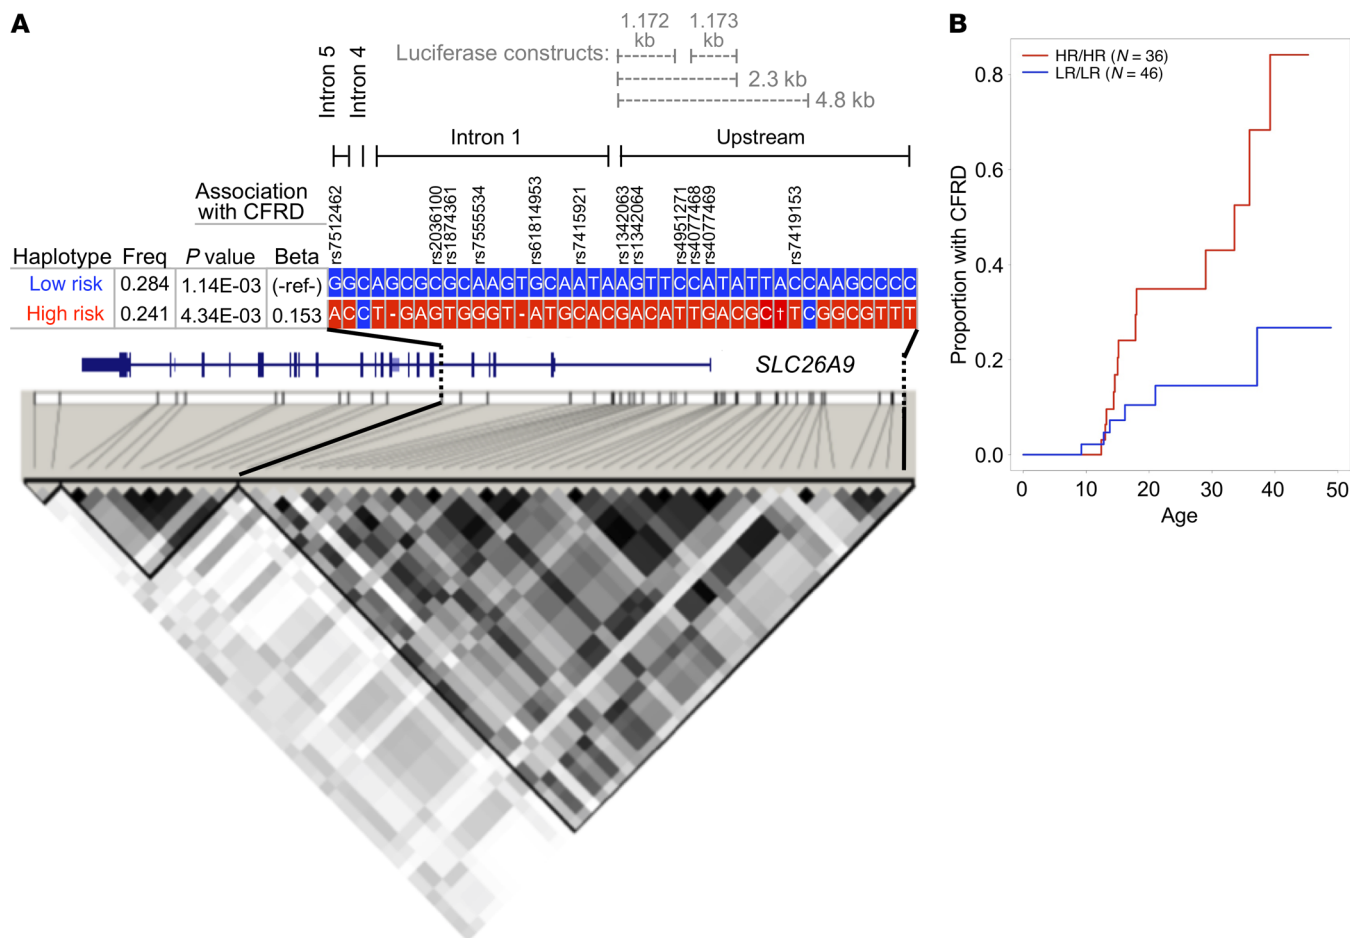 A
B
1.172
kb
1.173
kb
Luciferase constructs:
2.3 kb
4.8 kb
Intron 5
Intron 4
Intron 1
Upstream
Association
with CFRD
rs7512462
rs2036100
rs1874361
rs7555534
rs61814953
rs7415921
rs1342063
rs1342064
rs4951271
rs4077468
rs4077469
rs7419153
Haplotype Freq P value Beta
Low risk 0.284 1.14E-03 (-ref-) GGCAGCGCGCAAGTGCAATAAGTTCCATATTACCAAGCCCC
High risk 0.241 4.34E-03 0.153 ACCT-GAGTGGGT-ATGCACGACATTGACGC†TCGGCGTTT
SLC26A9
HR/HR (N = 36)
LR/LR (N = 46)
Proportion with CFRD
0.8
0.6
0.4
0.2
0.0
0 10 20 30 40 50
Age